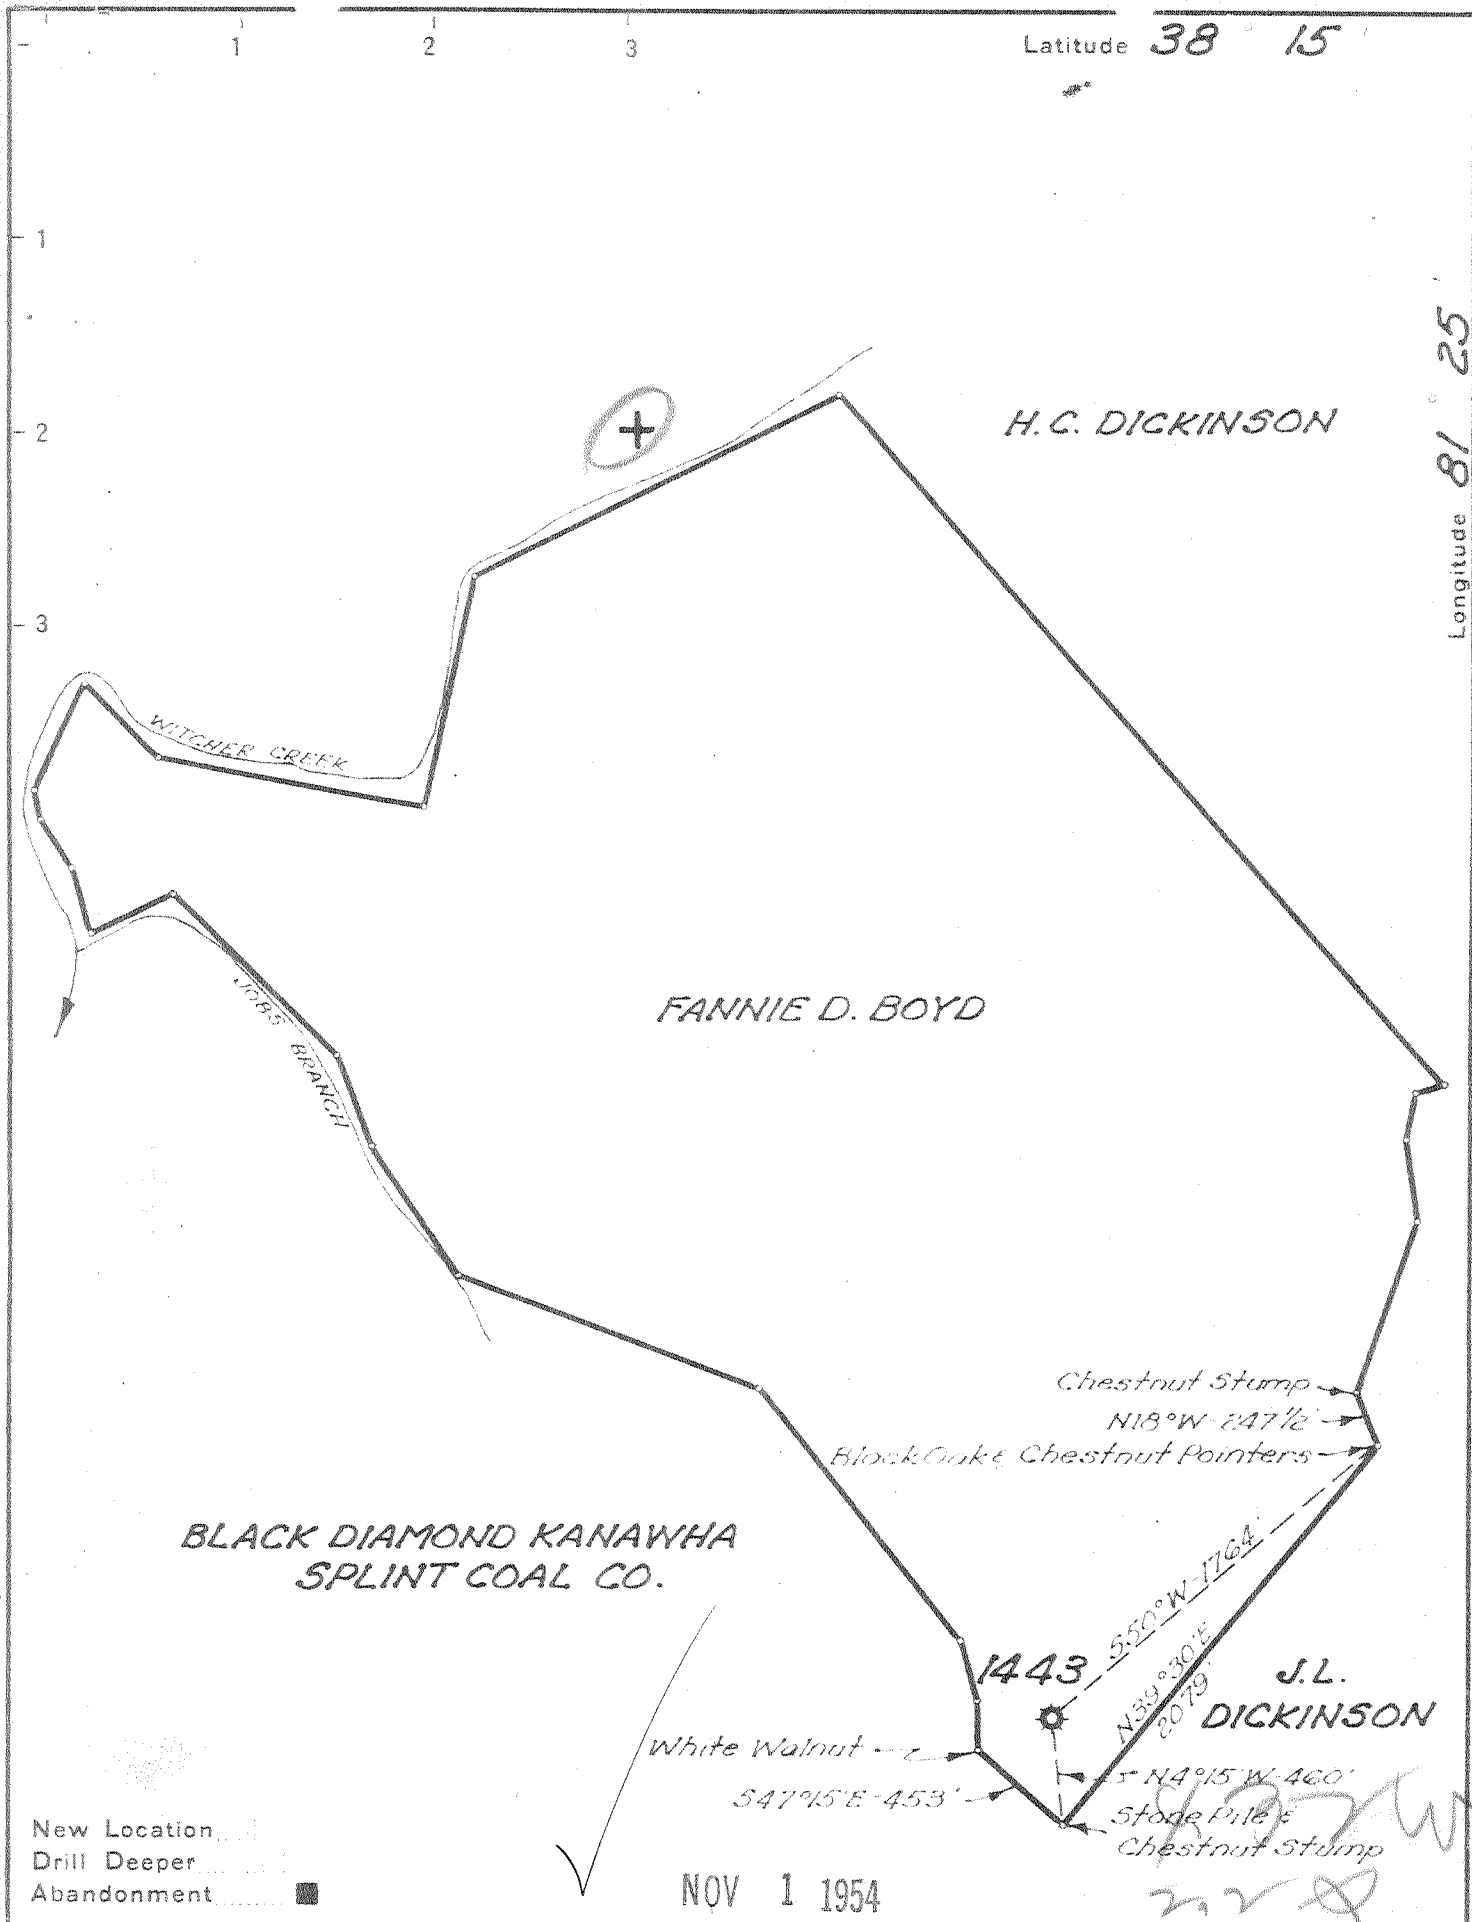 1 2 3 Latitude 38 15
1
2
3
Longitude 81 25
H.C. DICKINSON
WITCHER CREEK
FANNIE D. BOYD
JOBS BRANCH
Chestnut Stump
N18°W-247½'
Black Oak & Chestnut Pointers
BLACK DIAMOND KANAWHA
SPLINT COAL CO.
S50°W-1764'
N39°30'E
2079'
1443
J.L.
DICKINSON
White Walnut
N4°15'W-460'
S47°15'E-453'
Stone Pile &
Chestnut Stump
New Location
Drill Deeper
Abandonment
NOV 1 1954